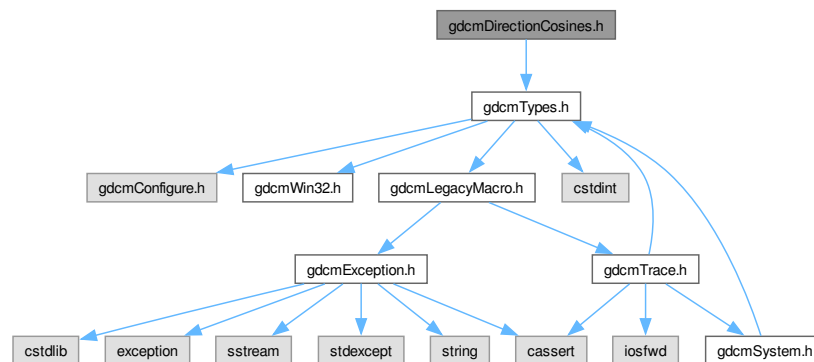 gdcmDirectionCosines.h
gdcmTypes.h
gdcmConfigure.h
gdcmWin32.h
gdcmLegacyMacro.h
cstdint
gdcmException.h
gdcmTrace.h
cstdlib
exception
sstream
stdexcept
string
cassert
iosfwd
gdcmSystem.h